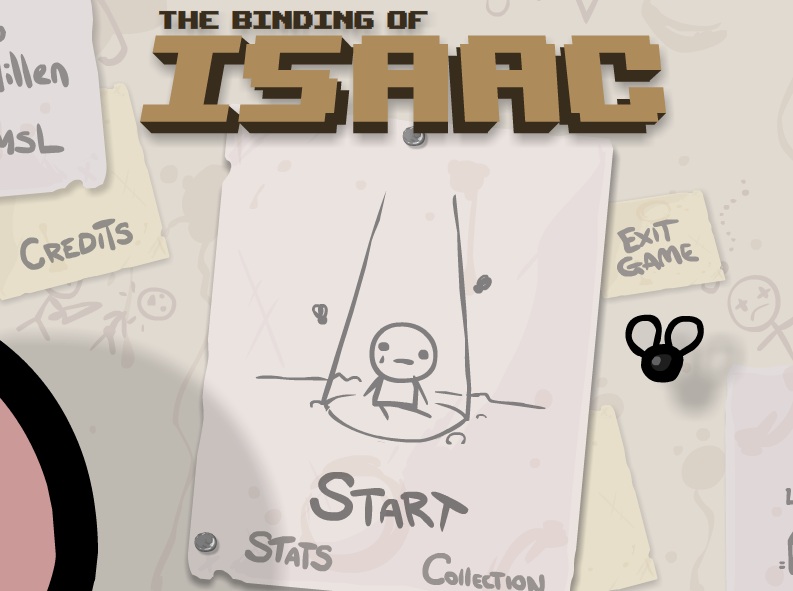 THE BINDING OF
ISAAC
illen
MSL
CREDITS
EXIT
GAME
START
STATS
COLLECTION